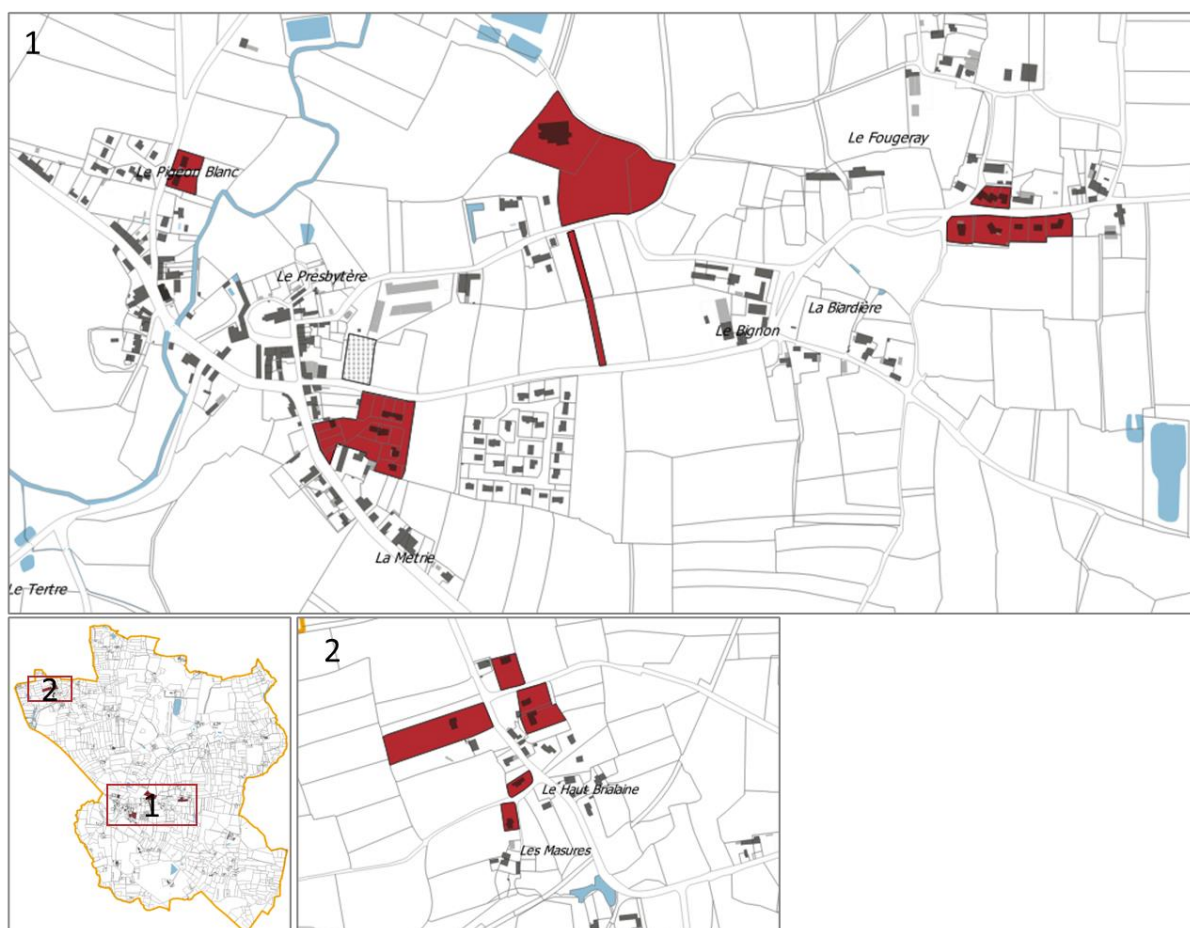 1
Le Fougeray
Le Pigeon Blanc
Le Presbytère
La Biardière
Le Bignon
La Métrie
Le Tertre
2
1
2
Le Haut Brialaine
Les Masures